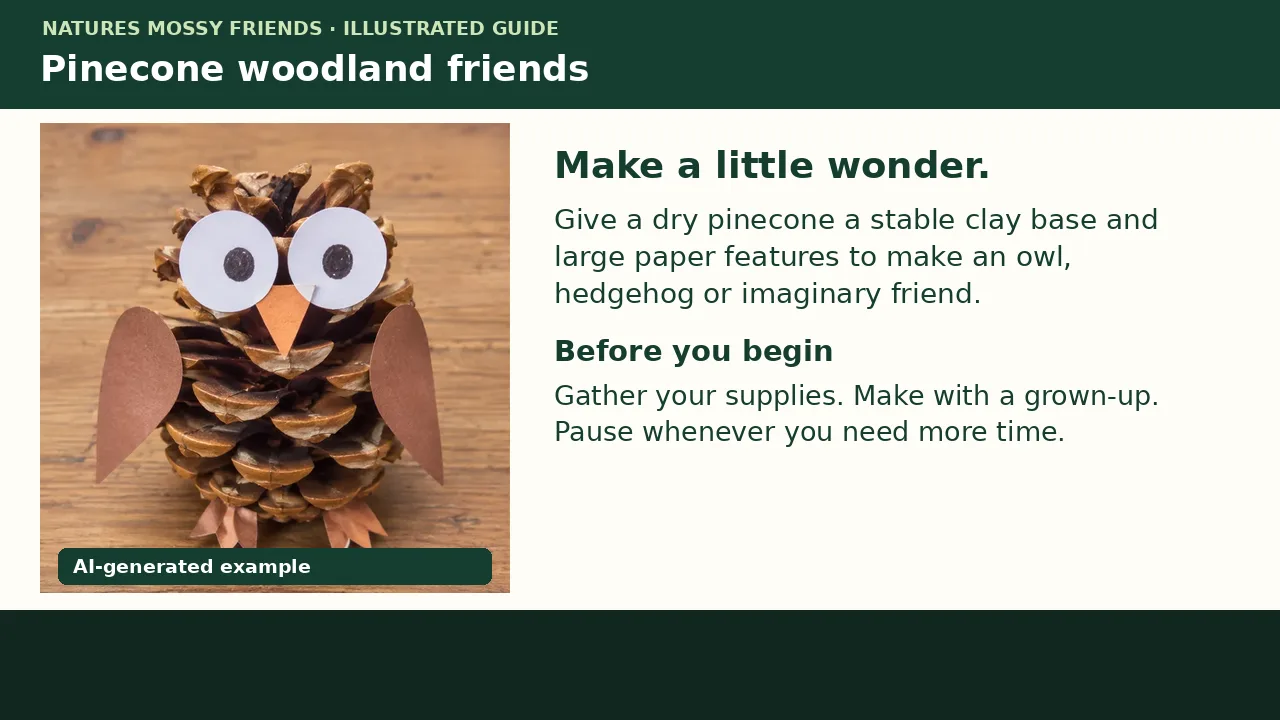 NATURES MOSSY FRIENDS · ILLUSTRATED GUIDE
Pinecone woodland friends
Make a little wonder.
Give a dry pinecone a stable clay base and
large paper features to make an owl,
hedgehog or imaginary friend.
Before you begin
Gather your supplies. Make with a grown-up.
Pause whenever you need more time.
AI-generated example